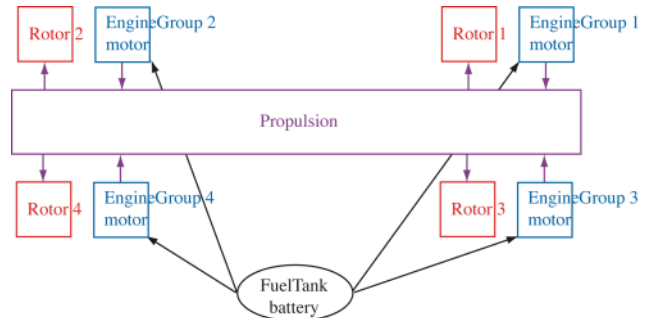 Rotor 2
EngineGroup 2
motor
Rotor 1
EngineGroup 1
motor
Propulsion
Rotor 4
EngineGroup 4
motor
Rotor 3
EngineGroup 3
motor
FuelTank
battery